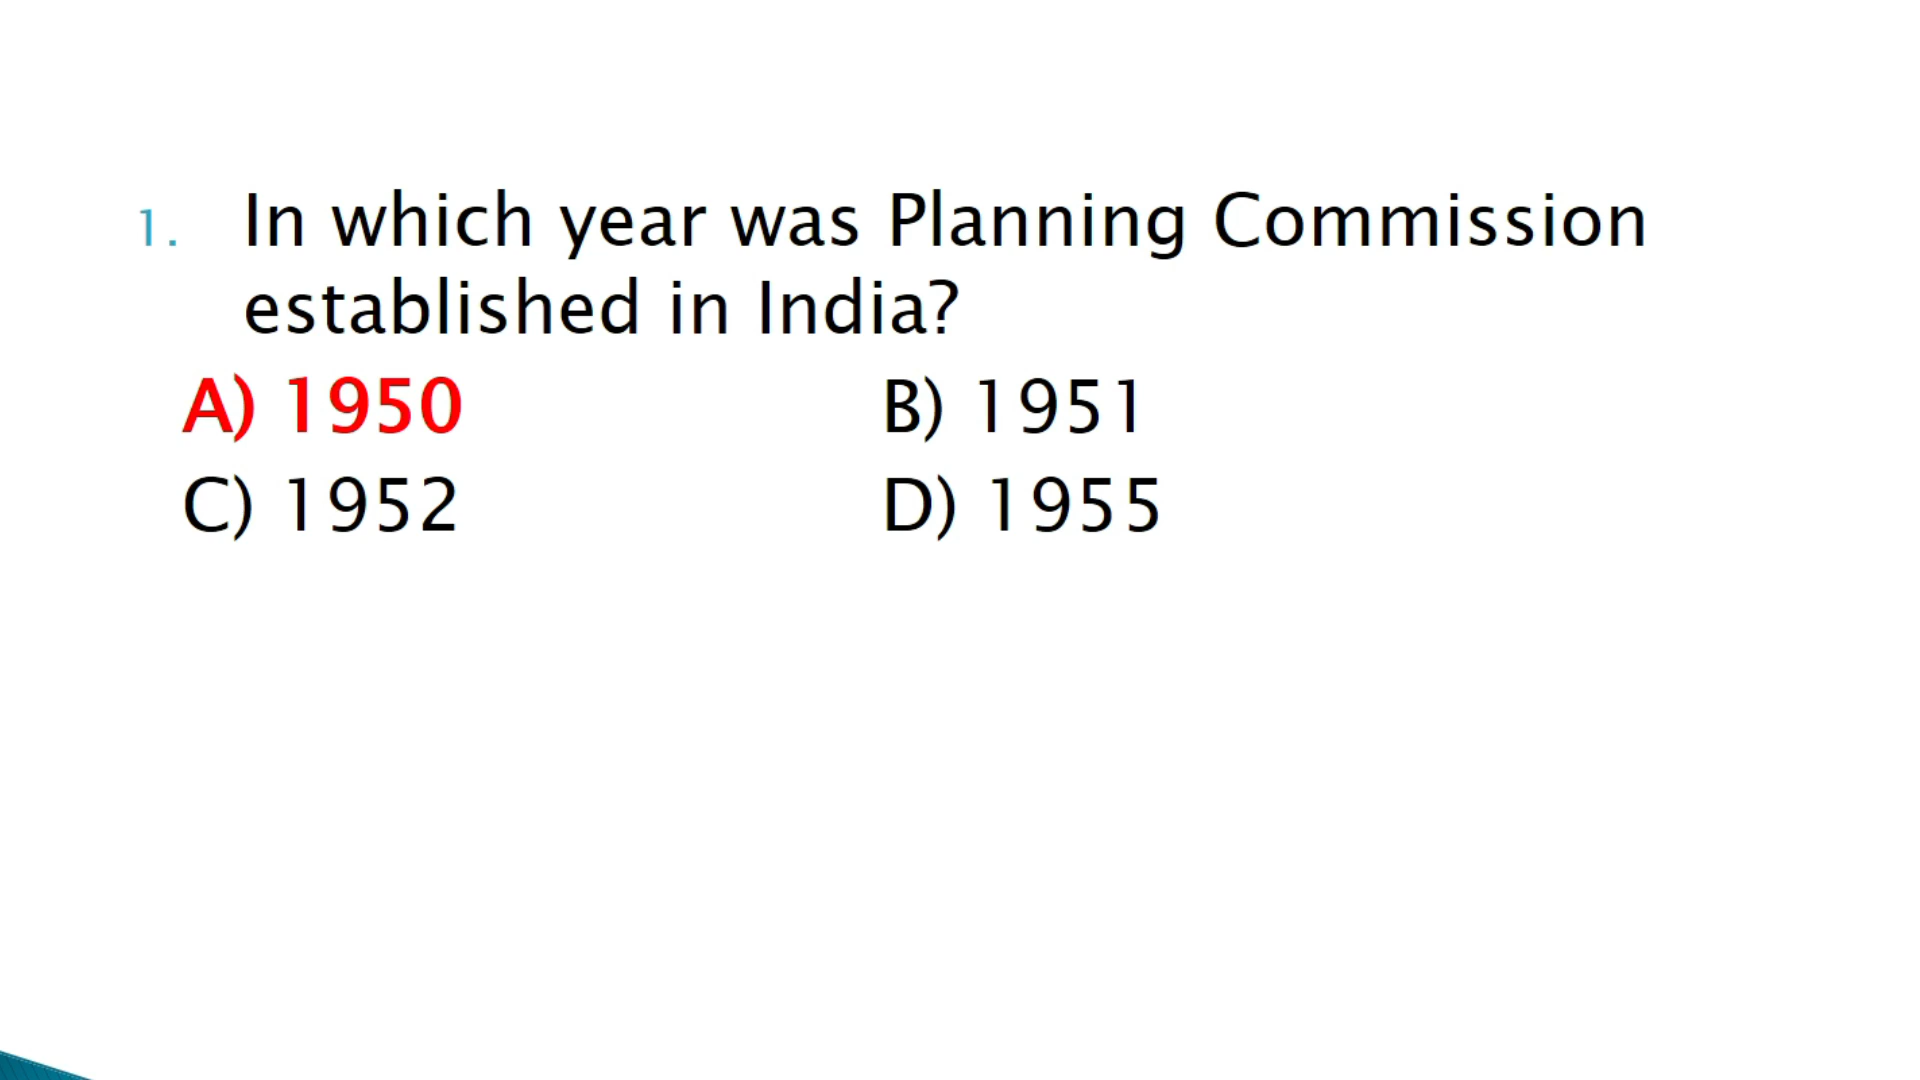 1. In which year was Planning Commission
established in India?
A) 1950 B) 1951
C) 1952 D) 1955